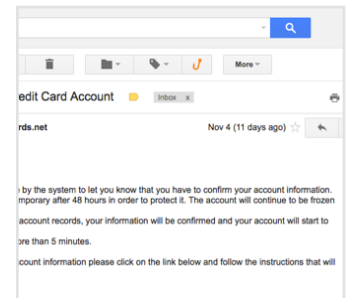 More
edit Card Account Inbox x
rds.net Nov 4 (11 days ago)
by the system to let you know that you have to confirm your account information.
mporary after 48 hours in order to protect it. The account will continue to be frozen
account records, your information will be confirmed and your account will start to
ore than 5 minutes.
count information please click on the link below and follow the instructions that will